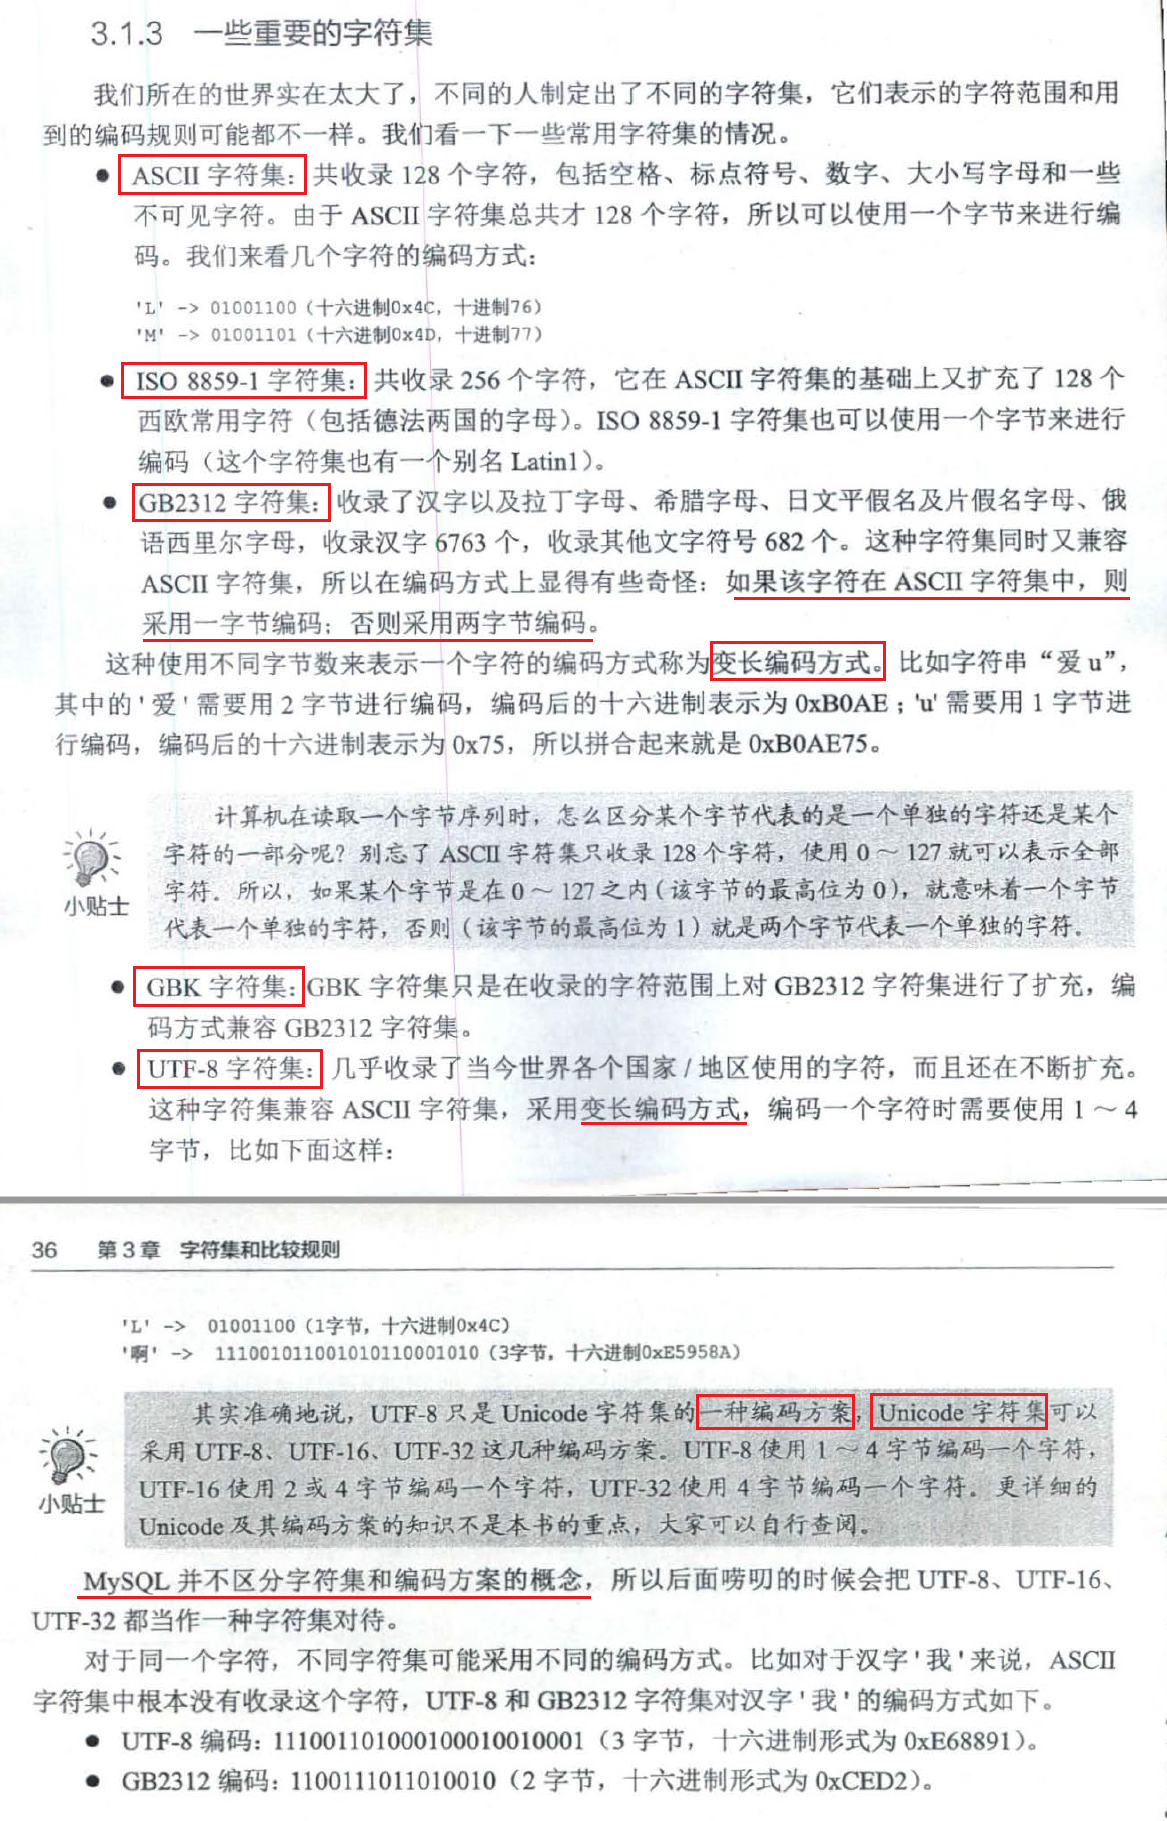 3.1.3 一些重要的字符集
我们所在的世界实在太大了，不同的人制定出了不同的字符集，它们表示的字符范围和用
到的编码规则可能都不一样。我们看一下一些常用字符集的情况。
● ASCII 字符集：共收录 128 个字符，包括空格、标点符号、数字、大小写字母和一些
不可见字符。由于 ASCII 字符集总共才 128 个字符，所以可以使用一个字节来进行编
码。我们来看几个字符的编码方式：
'L' -> 01001100（十六进制0x4C，十进制76）
'M' -> 01001101（十六进制0x4D，十进制77）
● ISO 8859-1 字符集：共收录 256 个字符，它在 ASCII 字符集的基础上又扩充了 128 个
西欧常用字符（包括德法两国的字母）。ISO 8859-1 字符集也可以使用一个字节来进行
编码（这个字符集也有一个别名 Latin1）。
● GB2312 字符集：收录了汉字以及拉丁字母、希腊字母、日文平假名及片假名字母、俄
语西里尔字母，收录汉字 6763 个，收录其他文字符号 682 个。这种字符集同时又兼容
ASCII 字符集，所以在编码方式上显得有些奇怪：如果该字符在 ASCII 字符集中，则
采用一字节编码；否则采用两字节编码。
这种使用不同字节数来表示一个字符的编码方式称为变长编码方式。比如字符串“爱 u”，
其中的 '爱' 需要用 2 字节进行编码，编码后的十六进制表示为 0xB0AE；'u' 需要用 1 字节进
行编码，编码后的十六进制表示为 0x75，所以拼合起来就是 0xB0AE75。
计算机在读取一个字节序列时，怎么区分某个字节代表的是一个单独的字符还是某个
字符的一部分呢？别忘了 ASCII 字符集只收录 128 个字符，使用 0～127 就可以表示全部
字符。所以，如果某个字节是在 0～127 之内（该字节的最高位为 0），就意味着一个字节
代表一个单独的字符，否则（该字节的最高位为 1）就是两个字节代表一个单独的字符。
小贴士
● GBK 字符集：GBK 字符集只是在收录的字符范围上对 GB2312 字符集进行了扩充，编
码方式兼容 GB2312 字符集。
● UTF-8 字符集：几乎收录了当今世界各个国家 / 地区使用的字符，而且还在不断扩充。
这种字符集兼容 ASCII 字符集，采用变长编码方式，编码一个字符时需要使用 1～4
字节，比如下面这样：
36 第 3 章 字符集和比较规则
'L' -> 01001100（1字节，十六进制0x4C）
'啊' -> 111001011001010110001010（3字节，十六进制0xE5958A）
其实准确地说，UTF-8 只是 Unicode 字符集的一种编码方案，Unicode 字符集可以
采用 UTF-8、UTF-16、UTF-32 这几种编码方案。UTF-8 使用 1～4 字节编码一个字符，
UTF-16 使用 2 或 4 字节编码一个字符，UTF-32 使用 4 字节编码一个字符。更详细的
Unicode 及其编码方案的知识不是本书的重点，大家可以自行查阅。
小贴士
MySQL 并不区分字符集和编码方案的概念，所以后面唠叨的时候会把 UTF-8、UTF-16、
UTF-32 都当作一种字符集对待。
对于同一个字符，不同字符集可能采用不同的编码方式。比如对于汉字 '我' 来说，ASCII
字符集中根本没有收录这个字符，UTF-8 和 GB2312 字符集对汉字 '我' 的编码方式如下。
● UTF-8 编码：111001101000100010010001（3 字节，十六进制形式为 0xE68891）。
● GB2312 编码：1100111011010010（2 字节，十六进制形式为 0xCED2）。